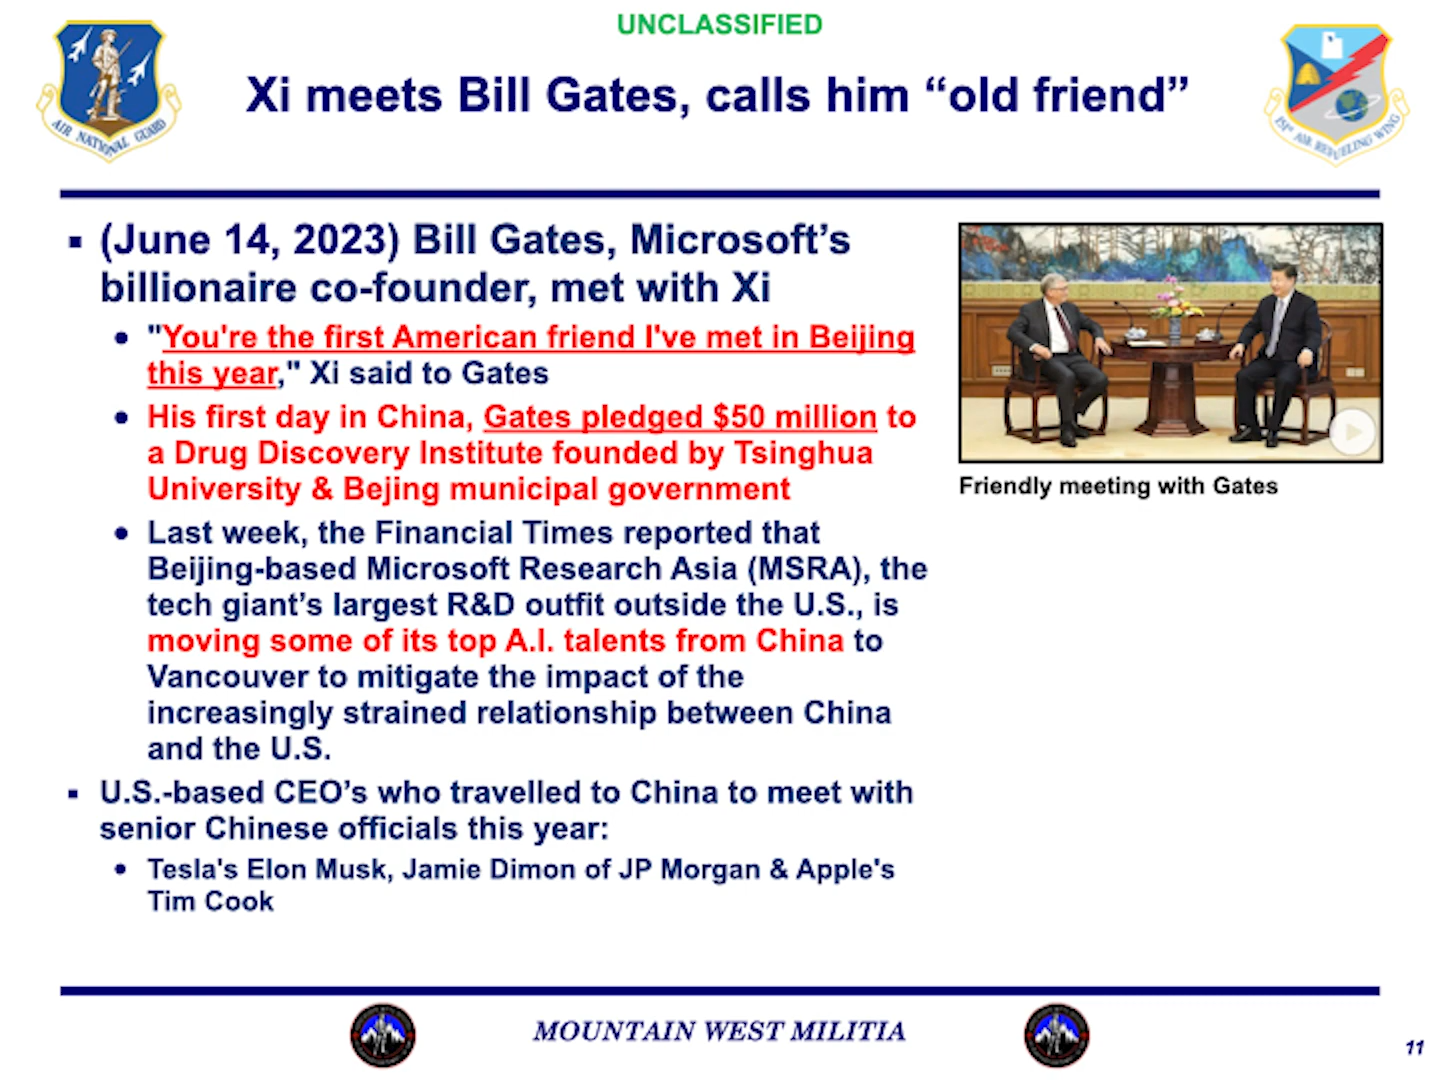 UNCLASSIFIED
AIR NATIONAL GUARD
Xi meets Bill Gates, calls him “old friend”
151ST AIR REFUELING WING
▪ (June 14, 2023) Bill Gates, Microsoft’s
billionaire co-founder, met with Xi
• "You're the first American friend I've met in Beijing
this year," Xi said to Gates
• His first day in China, Gates pledged $50 million to
a Drug Discovery Institute founded by Tsinghua
University & Bejing municipal government
• Last week, the Financial Times reported that
Beijing-based Microsoft Research Asia (MSRA), the
tech giant’s largest R&D outfit outside the U.S., is
moving some of its top A.I. talents from China to
Vancouver to mitigate the impact of the
increasingly strained relationship between China
and the U.S.
▪ U.S.-based CEO’s who travelled to China to meet with
senior Chinese officials this year:
• Tesla's Elon Musk, Jamie Dimon of JP Morgan & Apple's
Tim Cook
Friendly meeting with Gates
MOUNTAIN WEST MILITIA
11